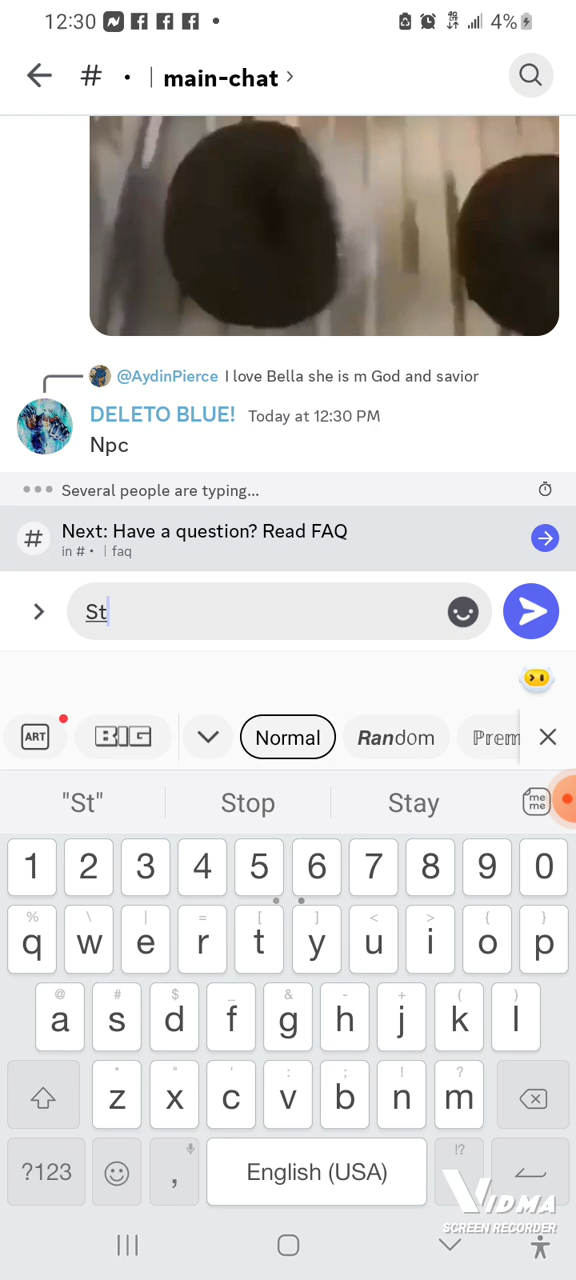 12:30
4G
4%
# • | main-chat >
@AydinPierce I love Bella she is m God and savior
DELETO BLUE! Today at 12:30 PM
Npc
Several people are typing...
# Next: Have a question? Read FAQ
in # • | faq
St
ART BIG Normal Random Prem
"St" Stop Stay meme
1 2 3 4 5 6 7 8 9 0
% \ | = [ ] < > { }
q w e r t y u i o p
@ # $ _ & - + ( )
a s d f g h j k l
* " ' : ; ! ?
z x c v b n m
?123 , English (USA) !?
VIDMA
SCREEN RECORDER